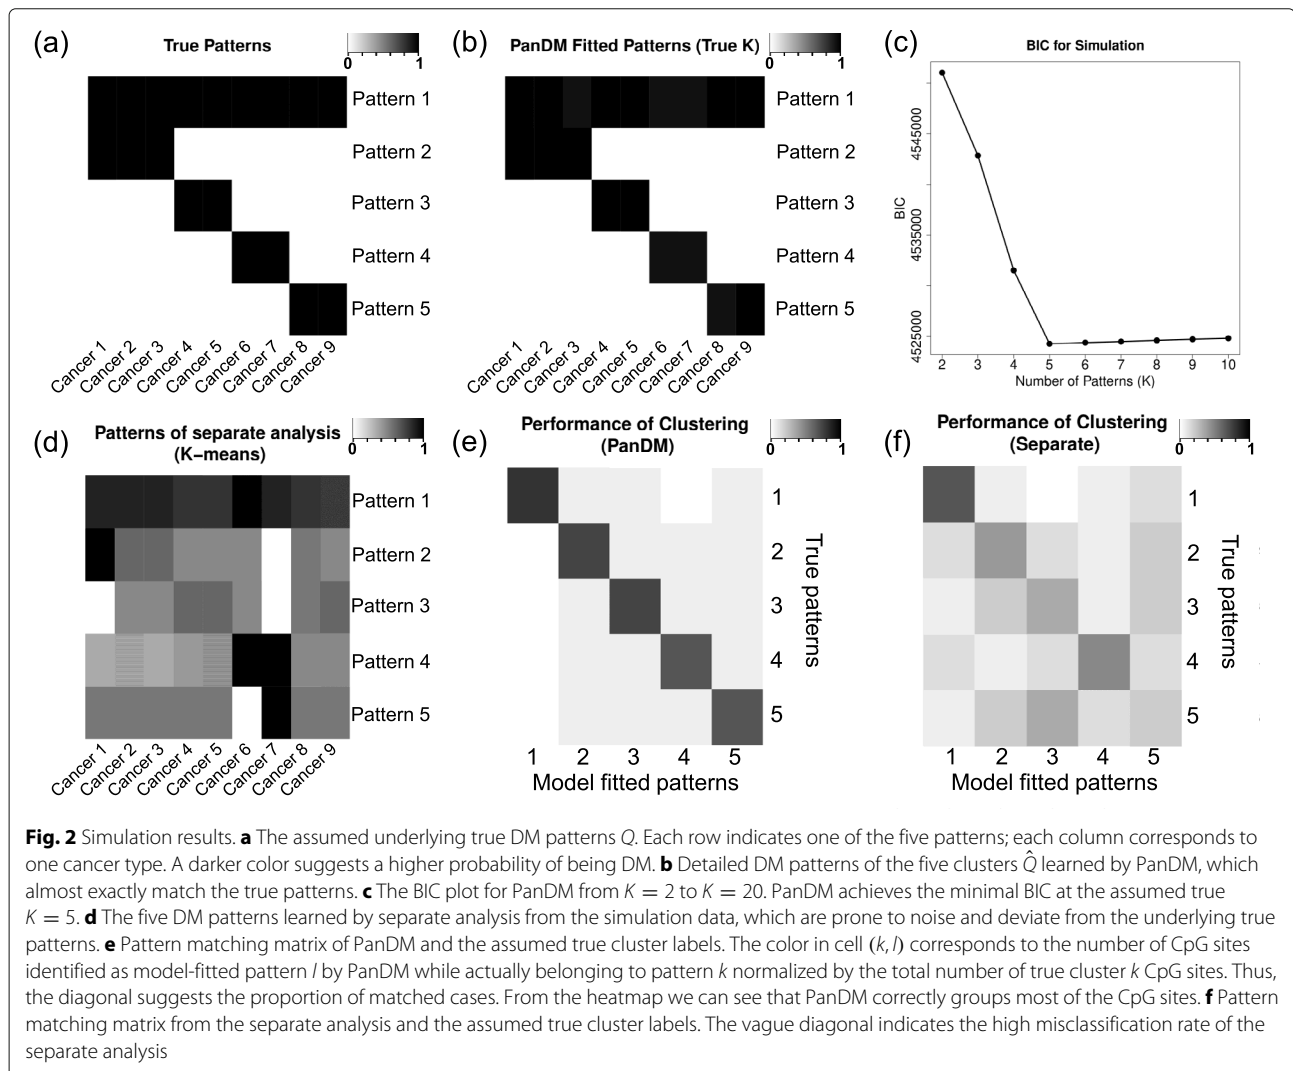 (a)
True Patterns
0 1
Pattern 1
Pattern 2
Pattern 3
Pattern 4
Pattern 5
Cancer 1
Cancer 2
Cancer 3
Cancer 4
Cancer 5
Cancer 6
Cancer 7
Cancer 8
Cancer 9
(b)
PanDM Fitted Patterns (True K)
0 1
Pattern 1
Pattern 2
Pattern 3
Pattern 4
Pattern 5
Cancer 1
Cancer 2
Cancer 3
Cancer 4
Cancer 5
Cancer 6
Cancer 7
Cancer 8
Cancer 9
(c)
BIC for Simulation
BIC
4545000
4535000
4525000
2 3 4 5 6 7 8 9 10
Number of Patterns (K)
(d)
Patterns of separate analysis
(K−means)
0 1
Pattern 1
Pattern 2
Pattern 3
Pattern 4
Pattern 5
Cancer 1
Cancer 2
Cancer 3
Cancer 4
Cancer 5
Cancer 6
Cancer 7
Cancer 8
Cancer 9
(e)
Performance of Clustering
(PanDM)
0 1
1
2
3
4
5
True patterns
1 2 3 4 5
Model fitted patterns
(f)
Performance of Clustering
(Separate)
0 1
1
2
3
4
5
True patterns
1 2 3 4 5
Model fitted patterns
Fig. 2 Simulation results. a The assumed underlying true DM patterns Q. Each row indicates one of the five patterns; each column corresponds to
one cancer type. A darker color suggests a higher probability of being DM. b Detailed DM patterns of the five clusters Q̂ learned by PanDM, which
almost exactly match the true patterns. c The BIC plot for PanDM from K = 2 to K = 20. PanDM achieves the minimal BIC at the assumed true
K = 5. d The five DM patterns learned by separate analysis from the simulation data, which are prone to noise and deviate from the underlying true
patterns. e Pattern matching matrix of PanDM and the assumed true cluster labels. The color in cell (k, l) corresponds to the number of CpG sites
identified as model-fitted pattern l by PanDM while actually belonging to pattern k normalized by the total number of true cluster k CpG sites. Thus,
the diagonal suggests the proportion of matched cases. From the heatmap we can see that PanDM correctly groups most of the CpG sites. f Pattern
matching matrix from the separate analysis and the assumed true cluster labels. The vague diagonal indicates the high misclassification rate of the
separate analysis